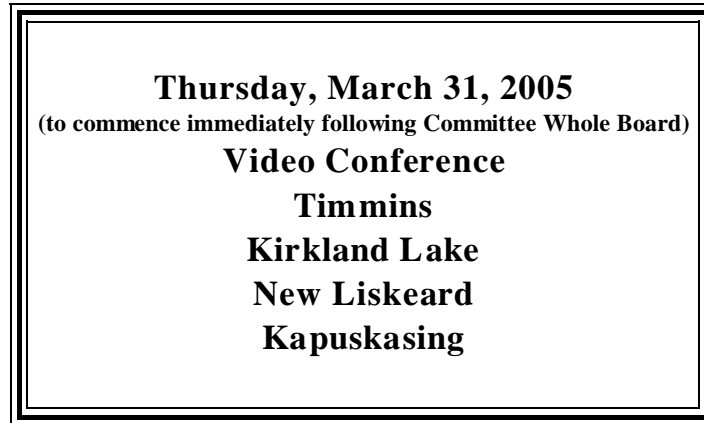 Thursday, March 31, 2005
(to commence immediately following Committee Whole Board)
Video Conference
Timmins
Kirkland Lake
New Liskeard
Kapuskasing